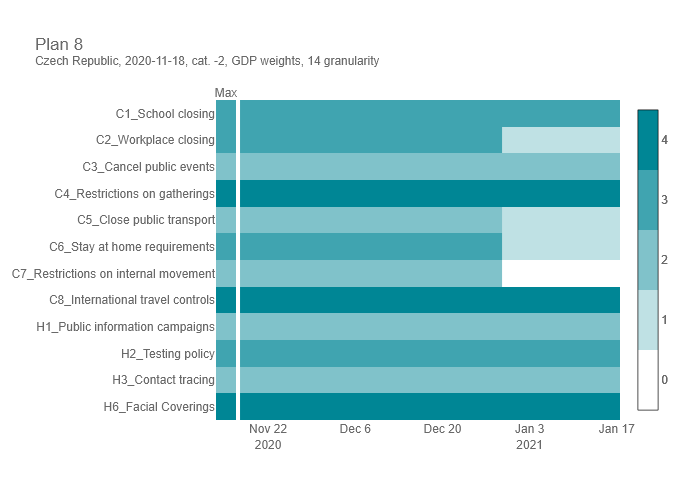 Plan 8
Czech Republic, 2020-11-18, cat. -2, GDP weights, 14 granularity
Max
C1_School closing
C2_Workplace closing
C3_Cancel public events
C4_Restrictions on gatherings
C5_Close public transport
C6_Stay at home requirements
C7_Restrictions on internal movement
C8_International travel controls
H1_Public information campaigns
H2_Testing policy
H3_Contact tracing
H6_Facial Coverings
Nov 22 Dec 6 Dec 20 Jan 3 Jan 17
2020 2021
4
3
2
1
0